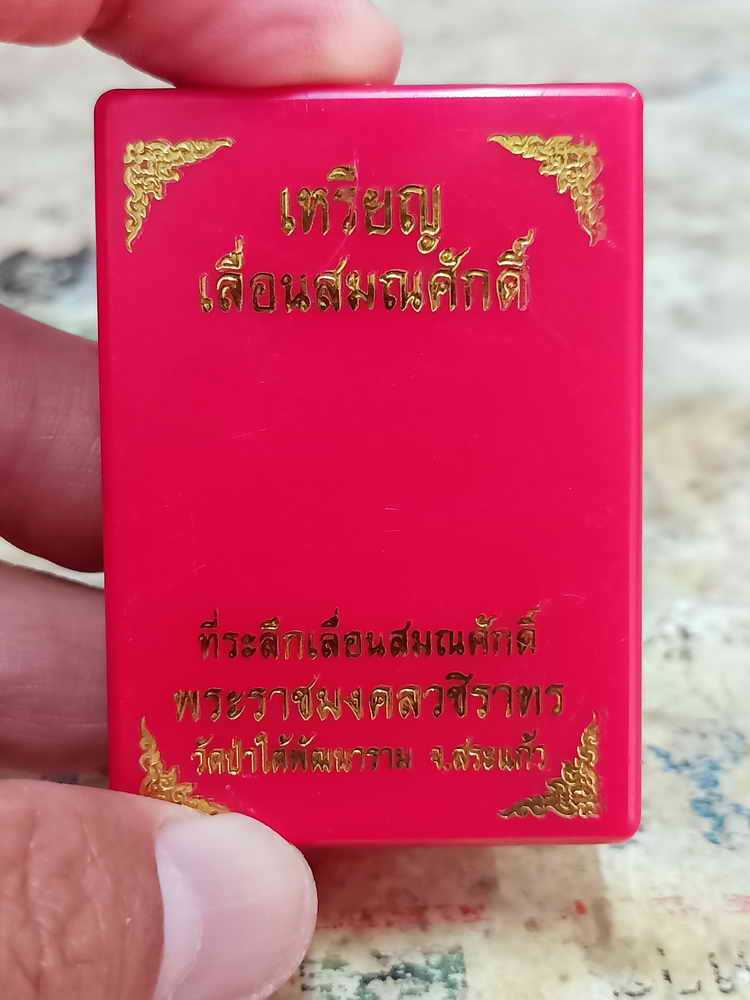 เหรียญ
เลื่อนสมณศักดิ์
ที่ระลึกเลื่อนสมณศักดิ์
พระราชมงคลวชิราทร
วัดป่าใต้พัฒนาราม จ.สระแก้ว